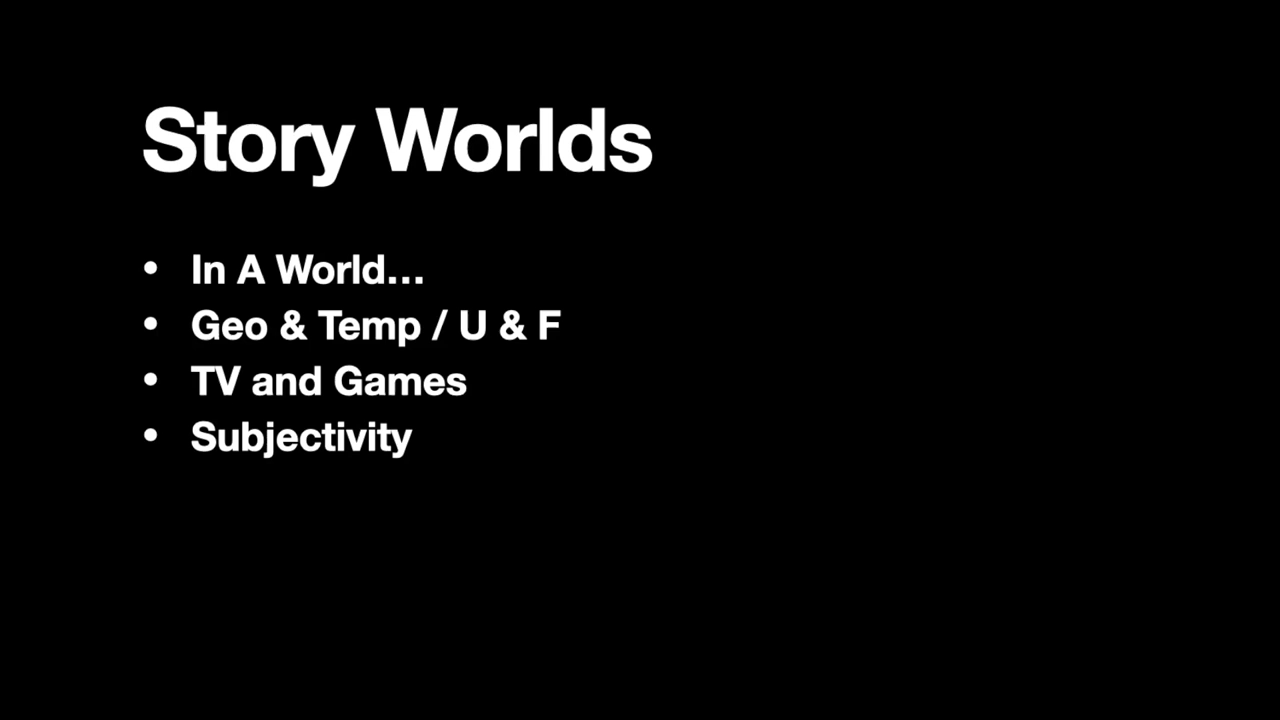 Story Worlds
• In A World...
• Geo & Temp / U & F
• TV and Games
• Subjectivity